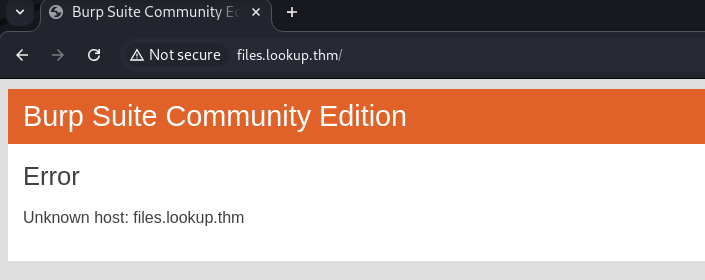 Burp Suite Community Ed
Not secure files.lookup.thm/
Burp Suite Community Edition
Error
Unknown host: files.lookup.thm